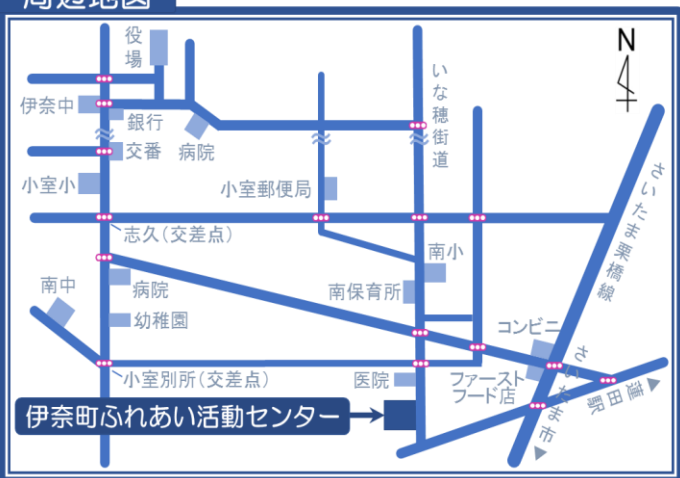 周辺地図
役場
N
伊奈中
銀行
いな穂街道
交番
病院
小室小
小室郵便局
さいたま栗橋線
志久(交差点)
南小
南中
病院
南保育所
幼稚園
コンビニ
小室別所(交差点)
医院
ファースト
フード店
さいたま市
蓮田駅
伊奈町ふれあい活動センター